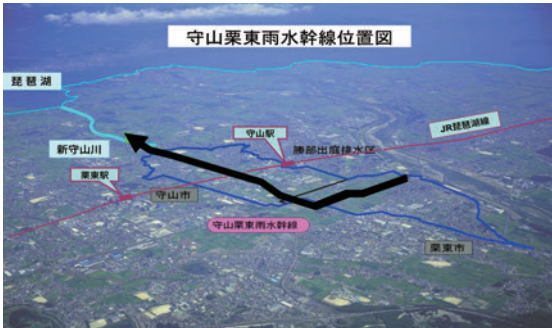 守山栗東雨水幹線位置図
琵琶湖
JR琵琶湖線
守山駅
新守山川
勝部出庭排水区
栗東駅
守山市
守山栗東雨水幹線
栗東市